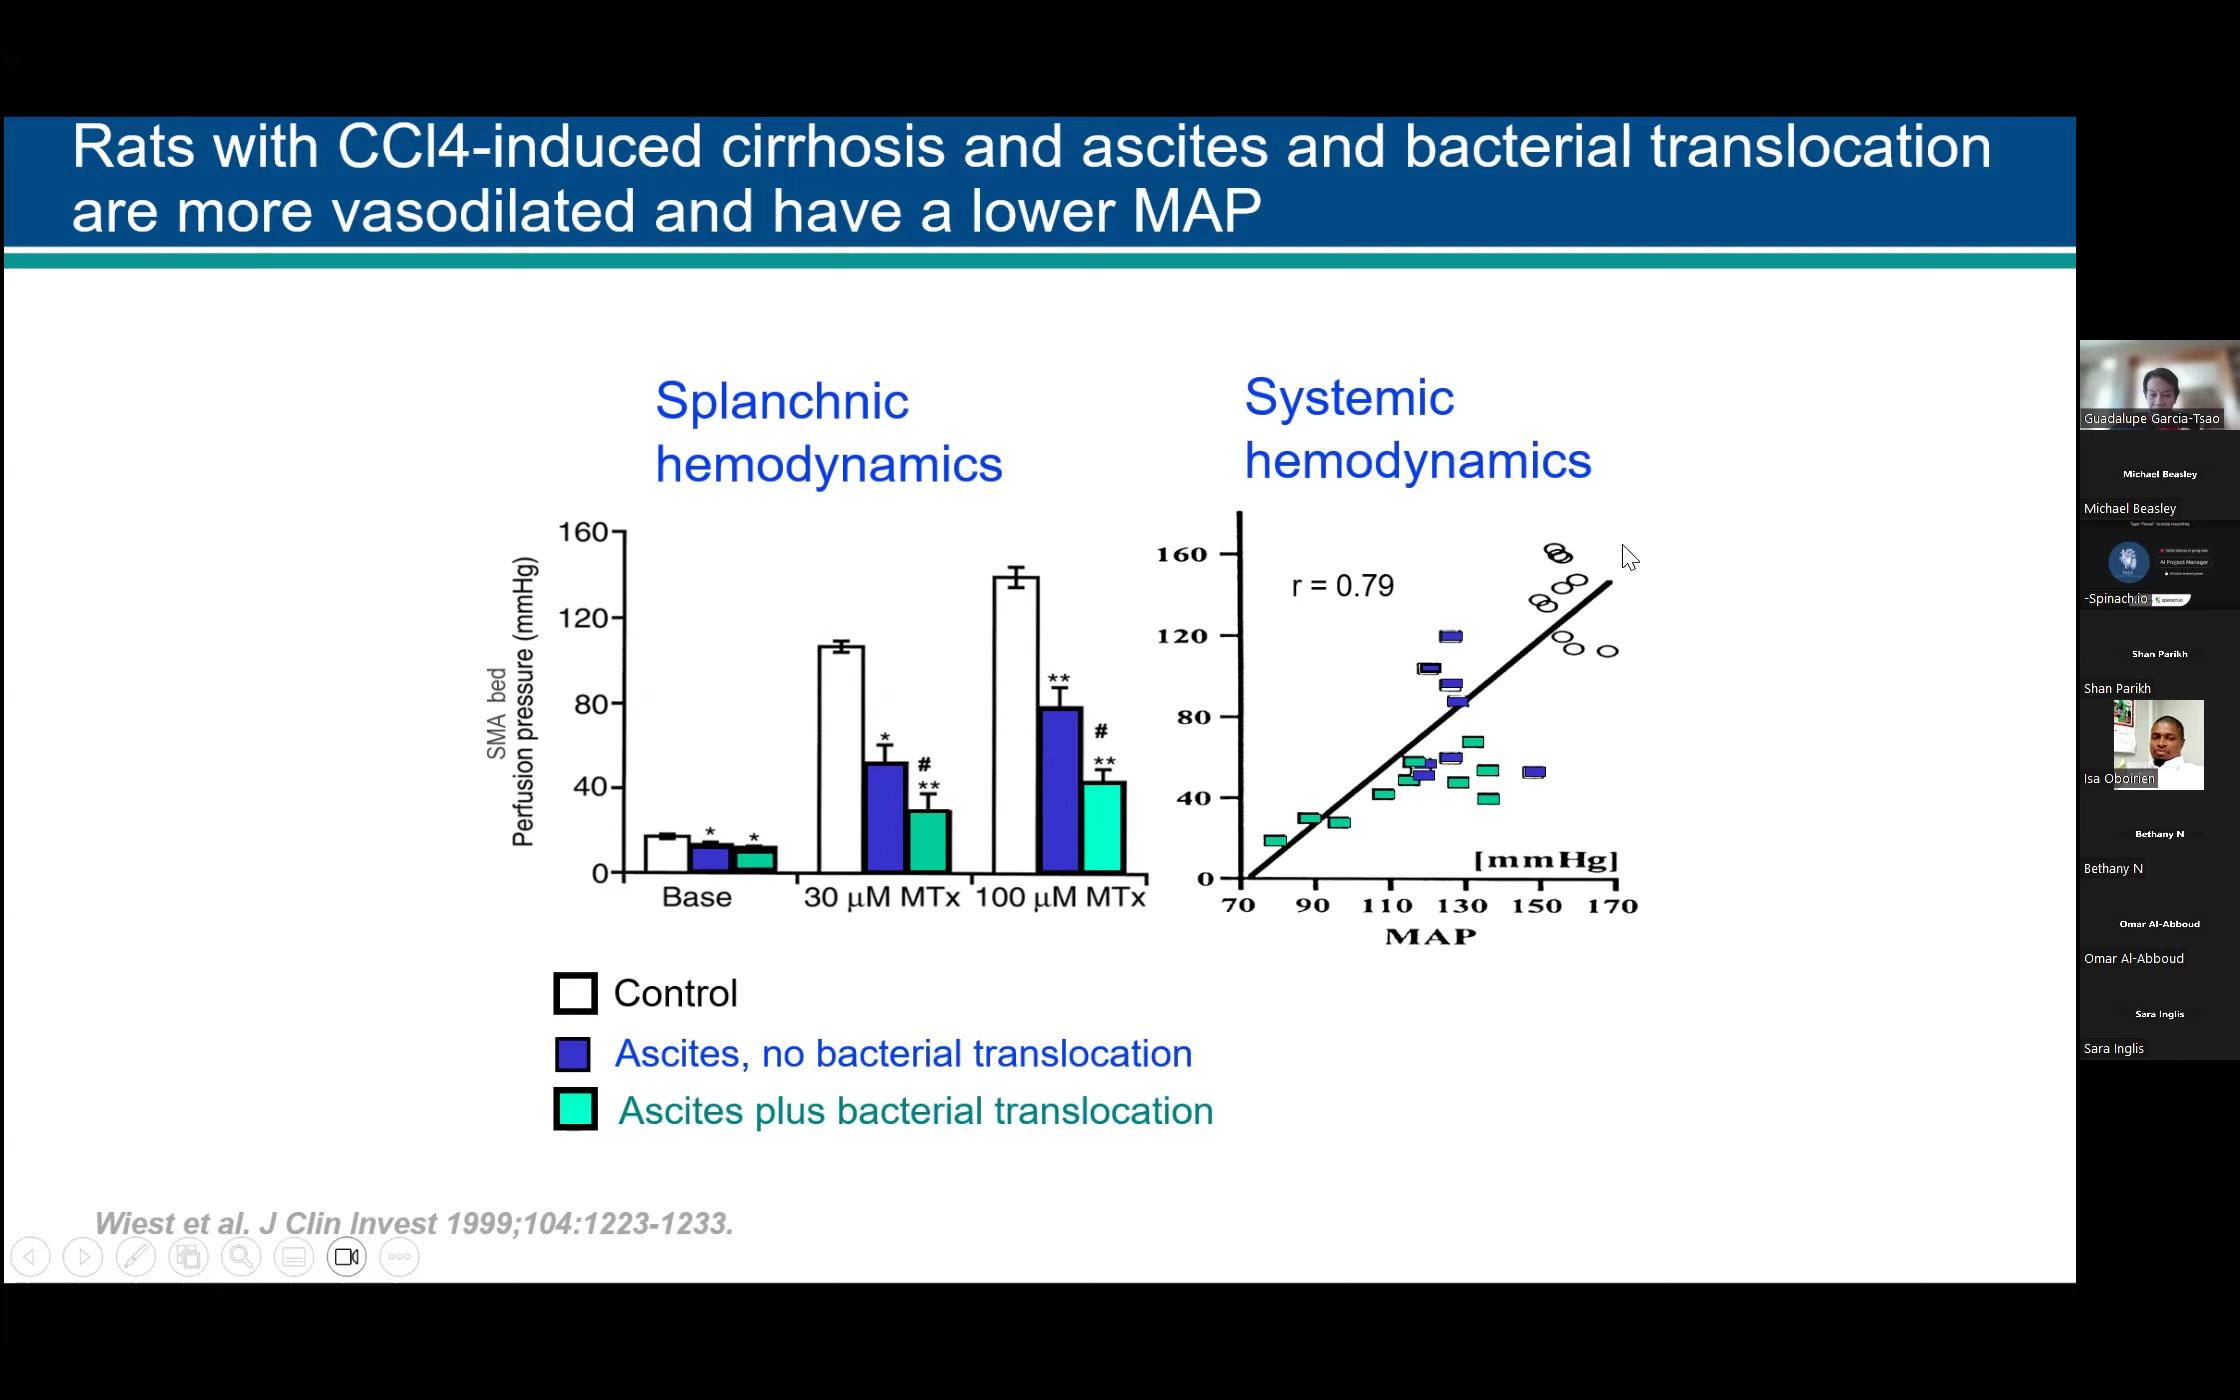 Rats with CCl4-induced cirrhosis and ascites and bacterial translocation
are more vasodilated and have a lower MAP
Splanchnic
hemodynamics
SMA bed
Perfusion pressure (mmHg)
160
120
80
40
0
*
*
*
#
**
**
#
**
Base
30 µM MTx
100 µM MTx
Systemic
hemodynamics
160
120
80
40
0
r = 0.79
[mmHg]
70 90 110 130 150 170
MAP
Control
Ascites, no bacterial translocation
Ascites plus bacterial translocation
Wiest et al. J Clin Invest 1999;104:1223-1233.
Guadalupe Garcia-Tsao
Michael Beasley
Michael Beasley
AI Project Manager
-Spinach.io
spinach.io
Shan Parikh
Shan Parikh
Isa Oboirien
Bethany N
Bethany N
Omar Al-Abboud
Omar Al-Abboud
Sara Inglis
Sara Inglis